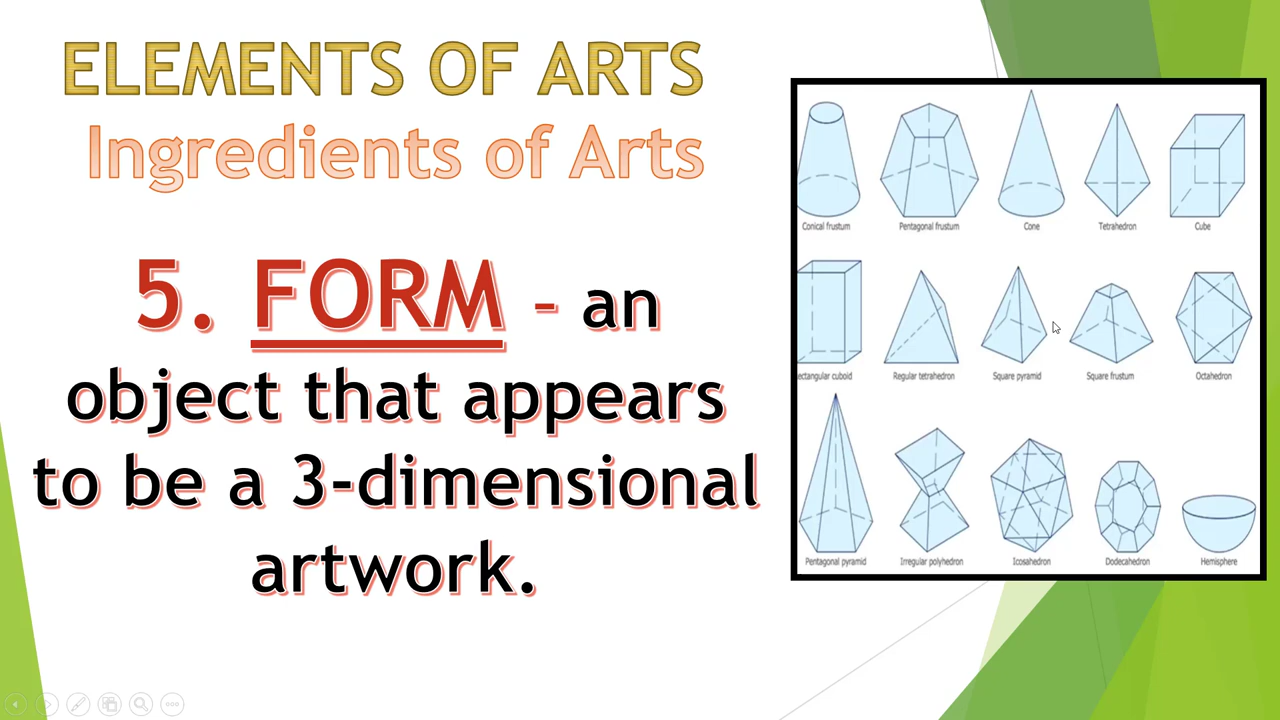 ELEMENTS OF ARTS
Ingredients of Arts
5. FORM - an
object that appears
to be a 3-dimensional
artwork.
Conical frustum
Pentagonal frustum
Cone
Tetrahedron
Cube
ectangular cuboid
Regular tetrahedron
Square pyramid
Square frustum
Octahedron
Pentagonal pyramid
Irregular polyhedron
Icosahedron
Dodecahedron
Hemisphere